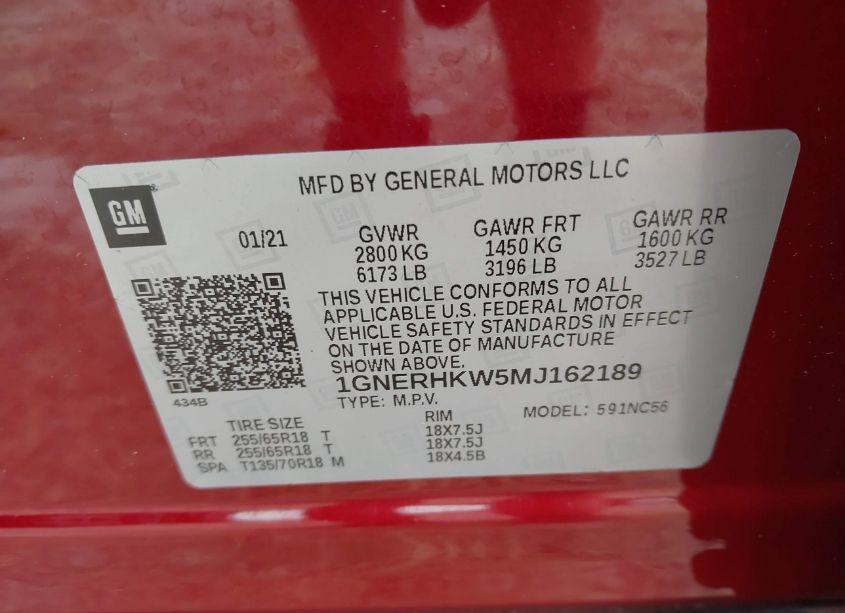 MFD BY GENERAL MOTORS LLC
GM
01/21 GVWR GAWR FRT GAWR RR
2800 KG 1450 KG 1600 KG
6173 LB 3196 LB 3527 LB
THIS VEHICLE CONFORMS TO ALL
APPLICABLE U.S. FEDERAL MOTOR
VEHICLE SAFETY STANDARDS IN EFFECT
ON THE DATE OF MANUFACTURE
SHOWN ABOVE.
1GNERHKW5MJ162189
434B
TYPE: M.P.V. MODEL: 591NC56
TIRE SIZE RIM
FRT 255/65R18 T 18X7.5J
RR 255/65R18 T 18X7.5J
SPA T135/70R18 M 18X4.5B